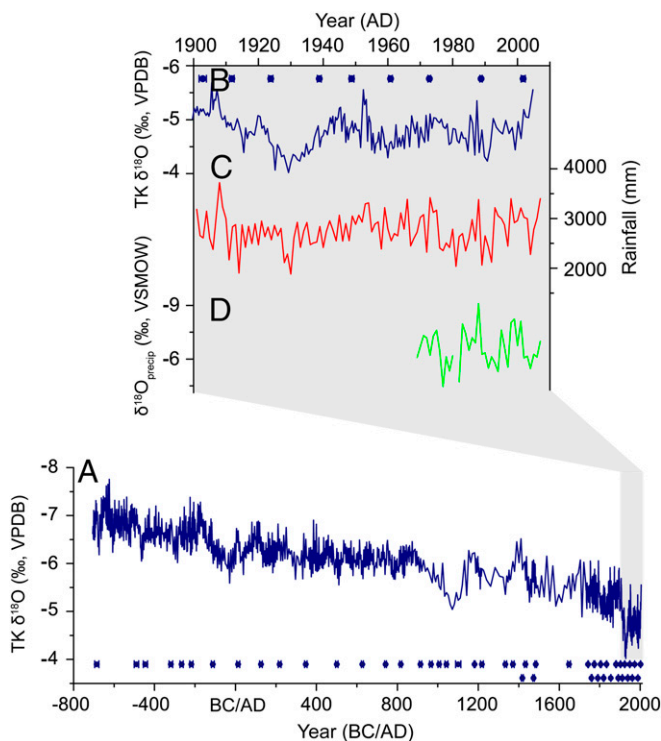 Year (AD)
1900 1920 1940 1960 1980 2000
B
-6
-5
-4
TK δ¹⁸O (‰, VPDB)
C
4000
3000
2000
Rainfall (mm)
D
-9
-6
δ¹⁸Oprecip (‰, VSMOW)
A
-8
-7
-6
-5
-4
TK δ¹⁸O (‰, VPDB)
-800 -400 BC/AD 400 800 1200 1600 2000
Year (BC/AD)